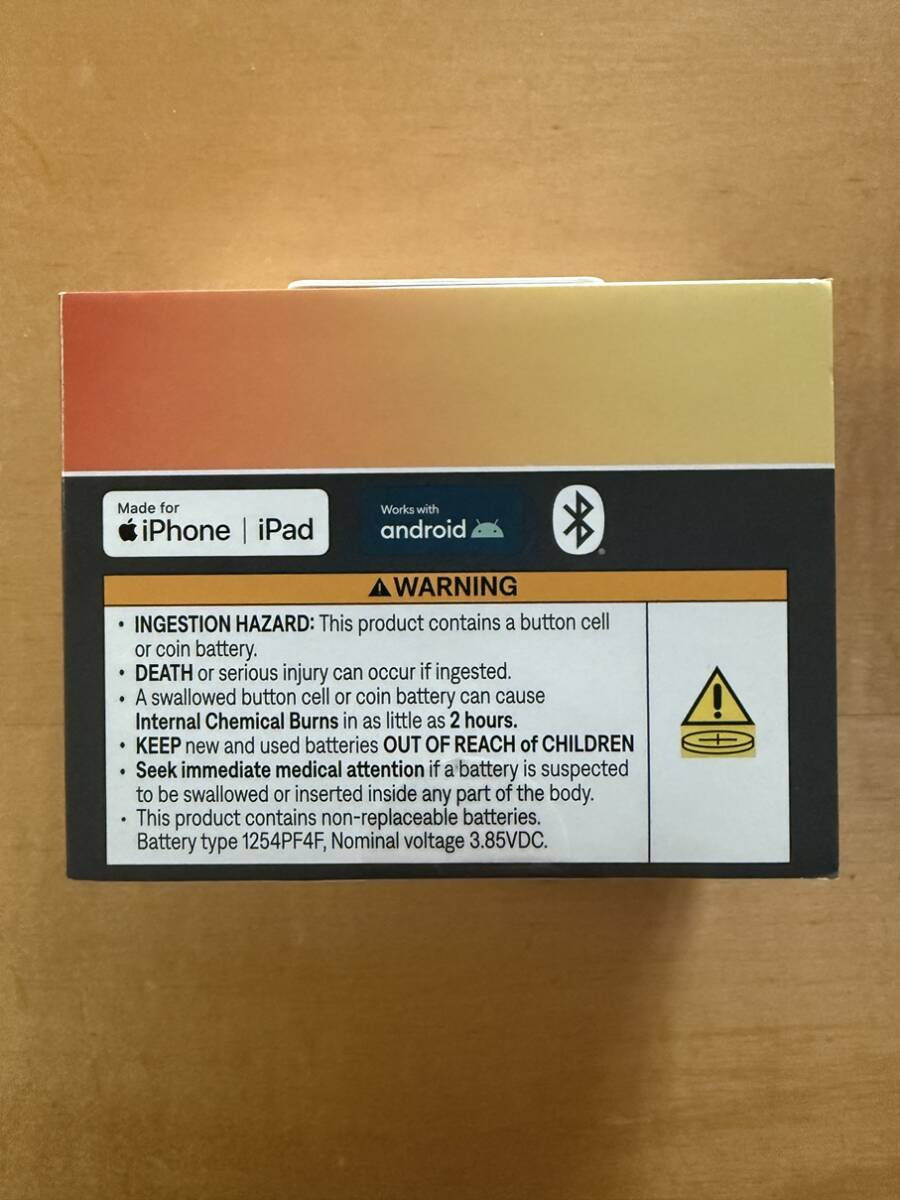 Made for
iPhone | iPad
Works with
android
WARNING
• INGESTION HAZARD: This product contains a button cell
or coin battery.
• DEATH or serious injury can occur if ingested.
• A swallowed button cell or coin battery can cause
Internal Chemical Burns in as little as 2 hours.
• KEEP new and used batteries OUT OF REACH of CHILDREN
• Seek immediate medical attention if a battery is suspected
to be swallowed or inserted inside any part of the body.
• This product contains non-replaceable batteries.
Battery type 1254PF4F, Nominal voltage 3.85VDC.